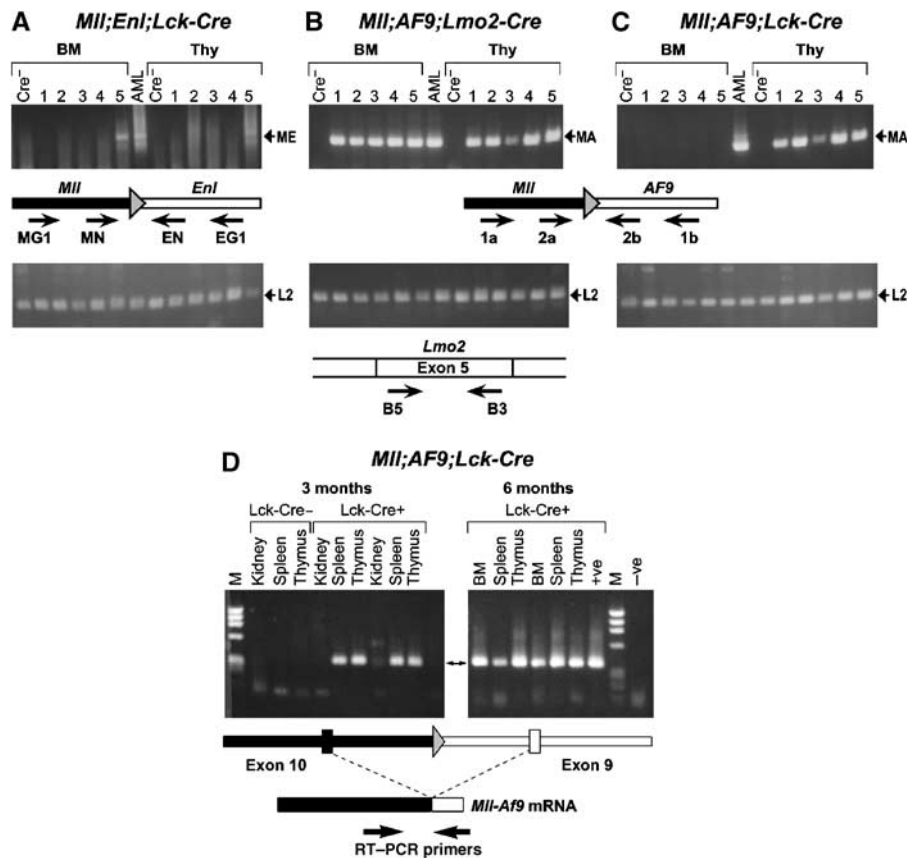 A Mll;Enl;Lck-Cre
BM Thy
Cre– 1 2 3 4 5 AML Cre– 1 2 3 4 5
ME
Mll Enl
MG1 MN EN EG1
L2
B Mll;AF9;Lmo2-Cre
BM Thy
Cre– 1 2 3 4 5 AML Cre– 1 2 3 4 5
MA
Mll AF9
1a 2a 2b 1b
L2
Lmo2
Exon 5
B5 B3
C Mll;AF9;Lck-Cre
BM Thy
Cre– 1 2 3 4 5 AML Cre– 1 2 3 4 5
MA
L2
D Mll;AF9;Lck-Cre
3 months
Lck-Cre– Lck-Cre+
M Kidney Spleen Thymus Kidney Spleen Thymus Kidney Spleen Thymus
6 months
Lck-Cre+
BM Spleen Thymus BM Spleen Thymus +ve M –ve
Exon 10 Exon 9
Mll-Af9 mRNA
RT–PCR primers